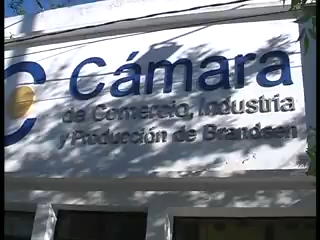 Cámara
de Comercio, Industria
y Producción de Brandsen